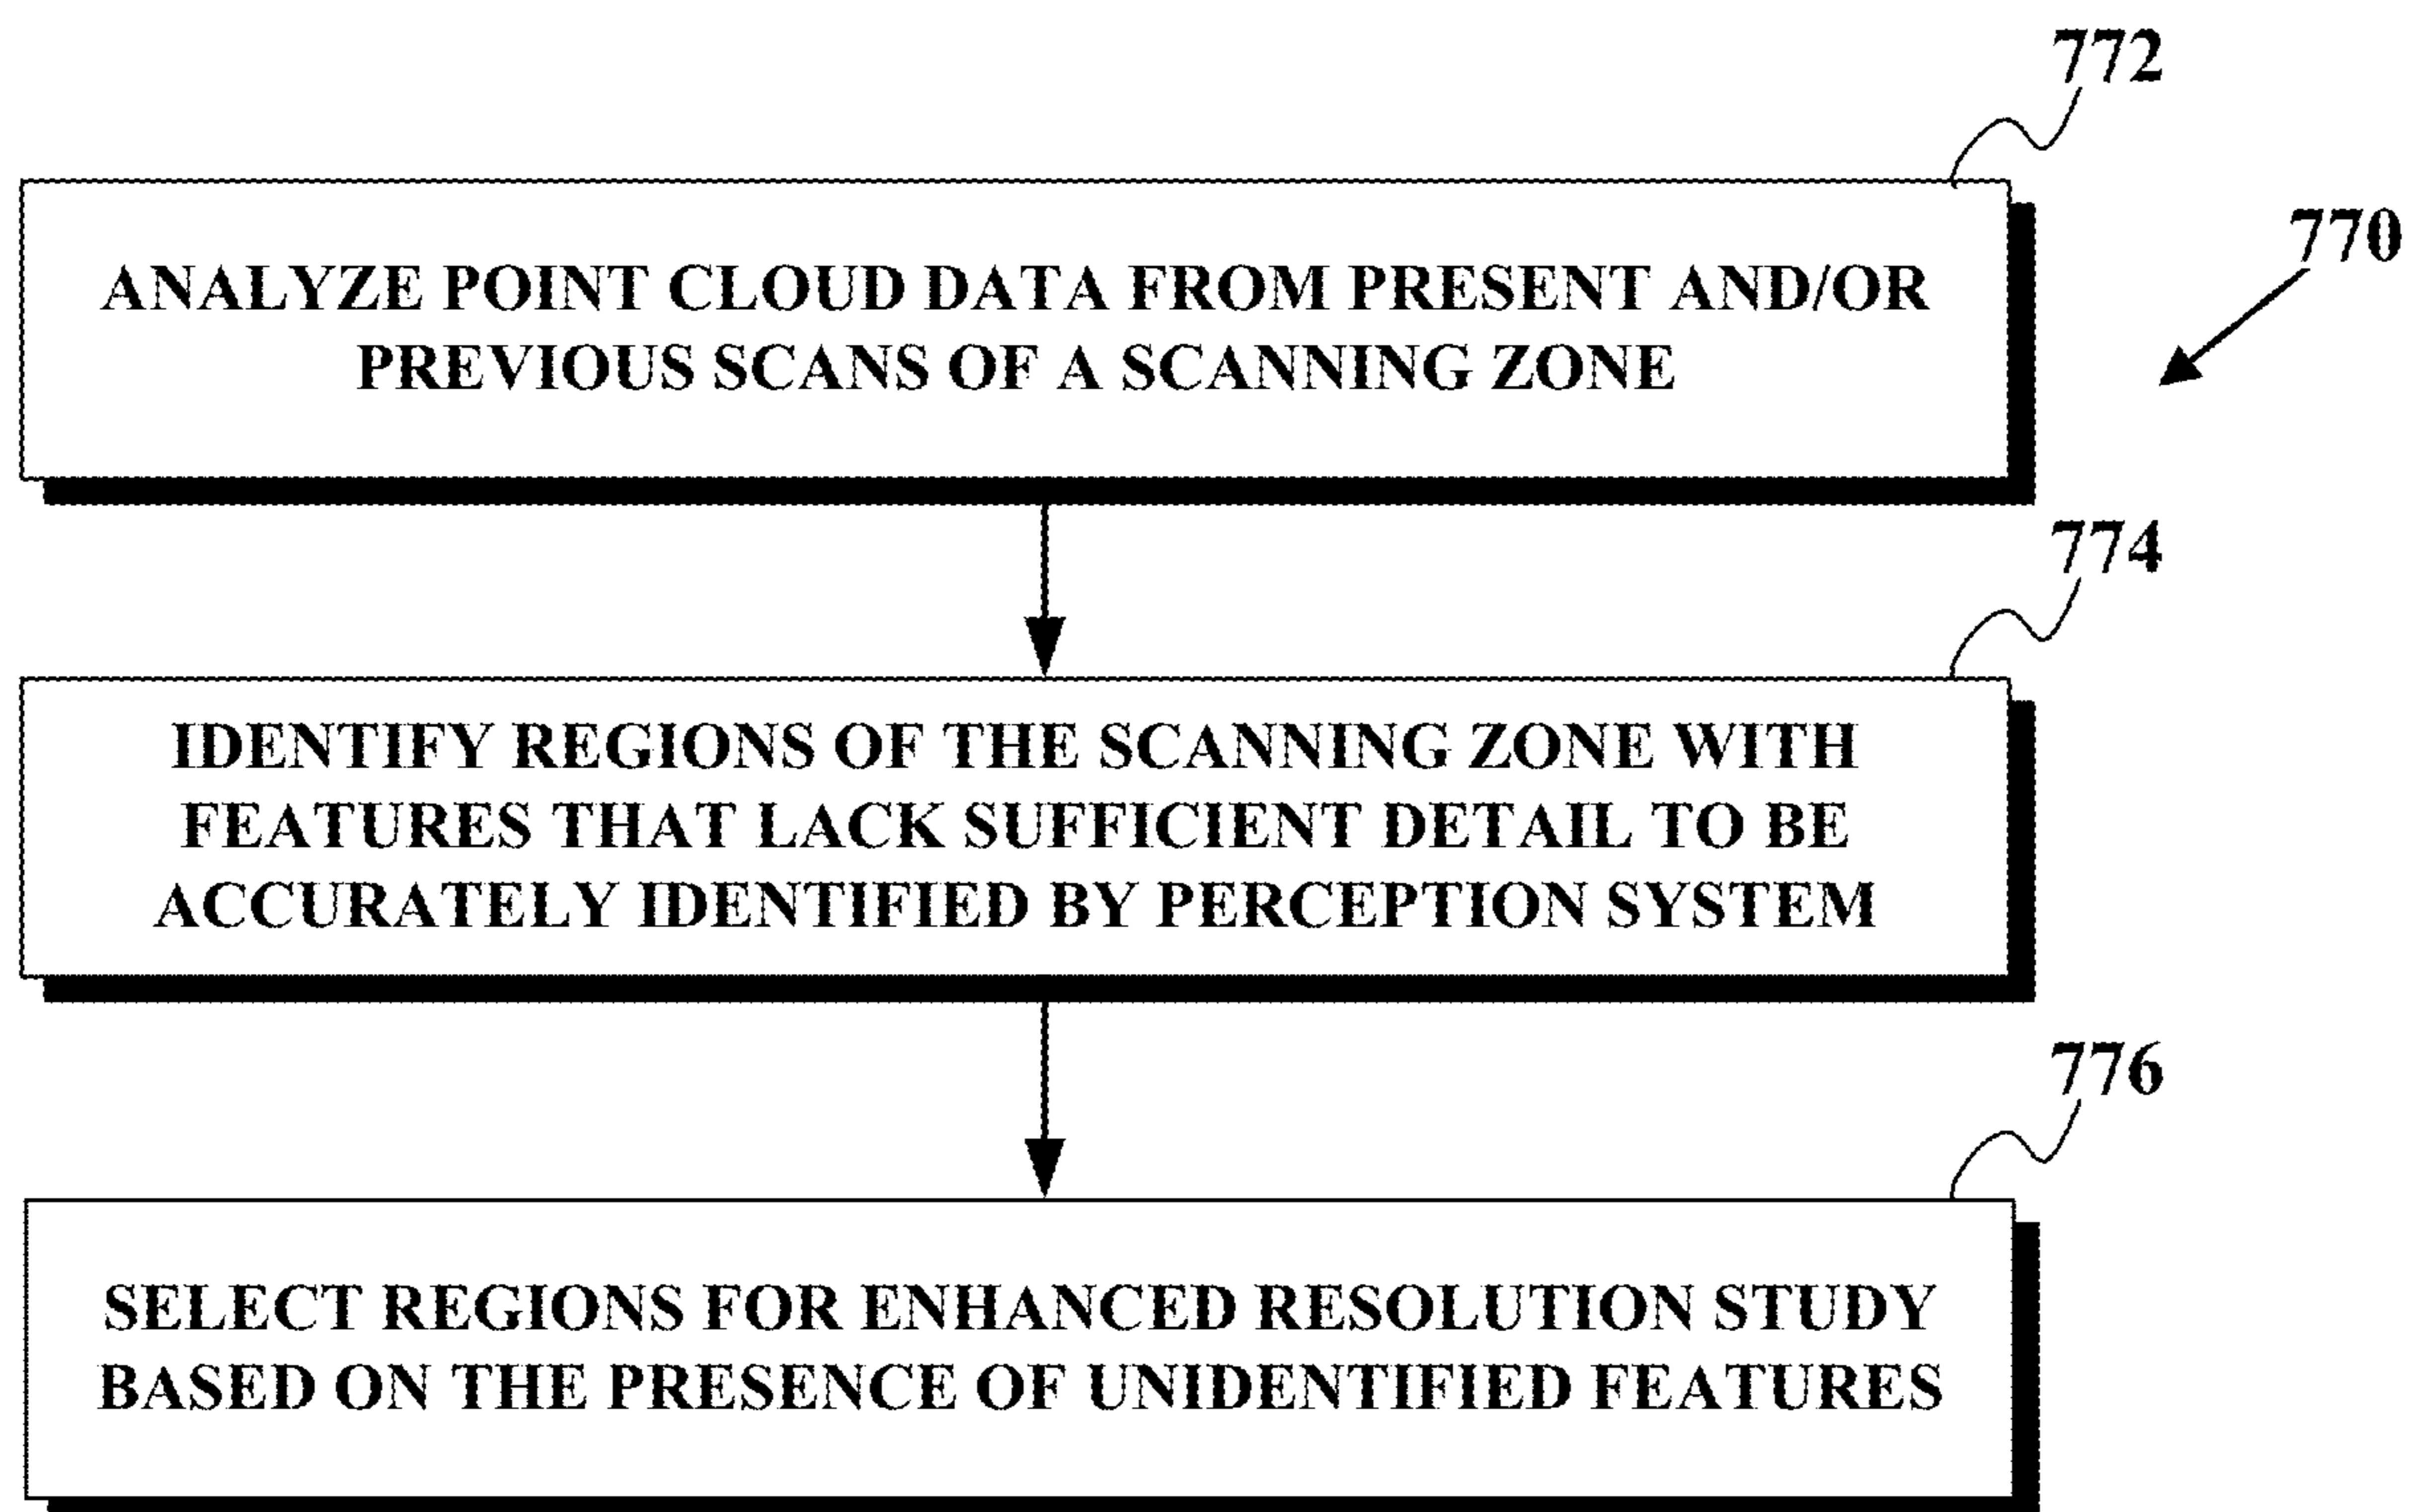 772
770
ANALYZE POINT CLOUD DATA FROM PRESENT AND/OR
PREVIOUS SCANS OF A SCANNING ZONE
774
IDENTIFY REGIONS OF THE SCANNING ZONE WITH
FEATURES THAT LACK SUFFICIENT DETAIL TO BE
ACCURATELY IDENTIFIED BY PERCEPTION SYSTEM
776
SELECT REGIONS FOR ENHANCED RESOLUTION STUDY
BASED ON THE PRESENCE OF UNIDENTIFIED FEATURES